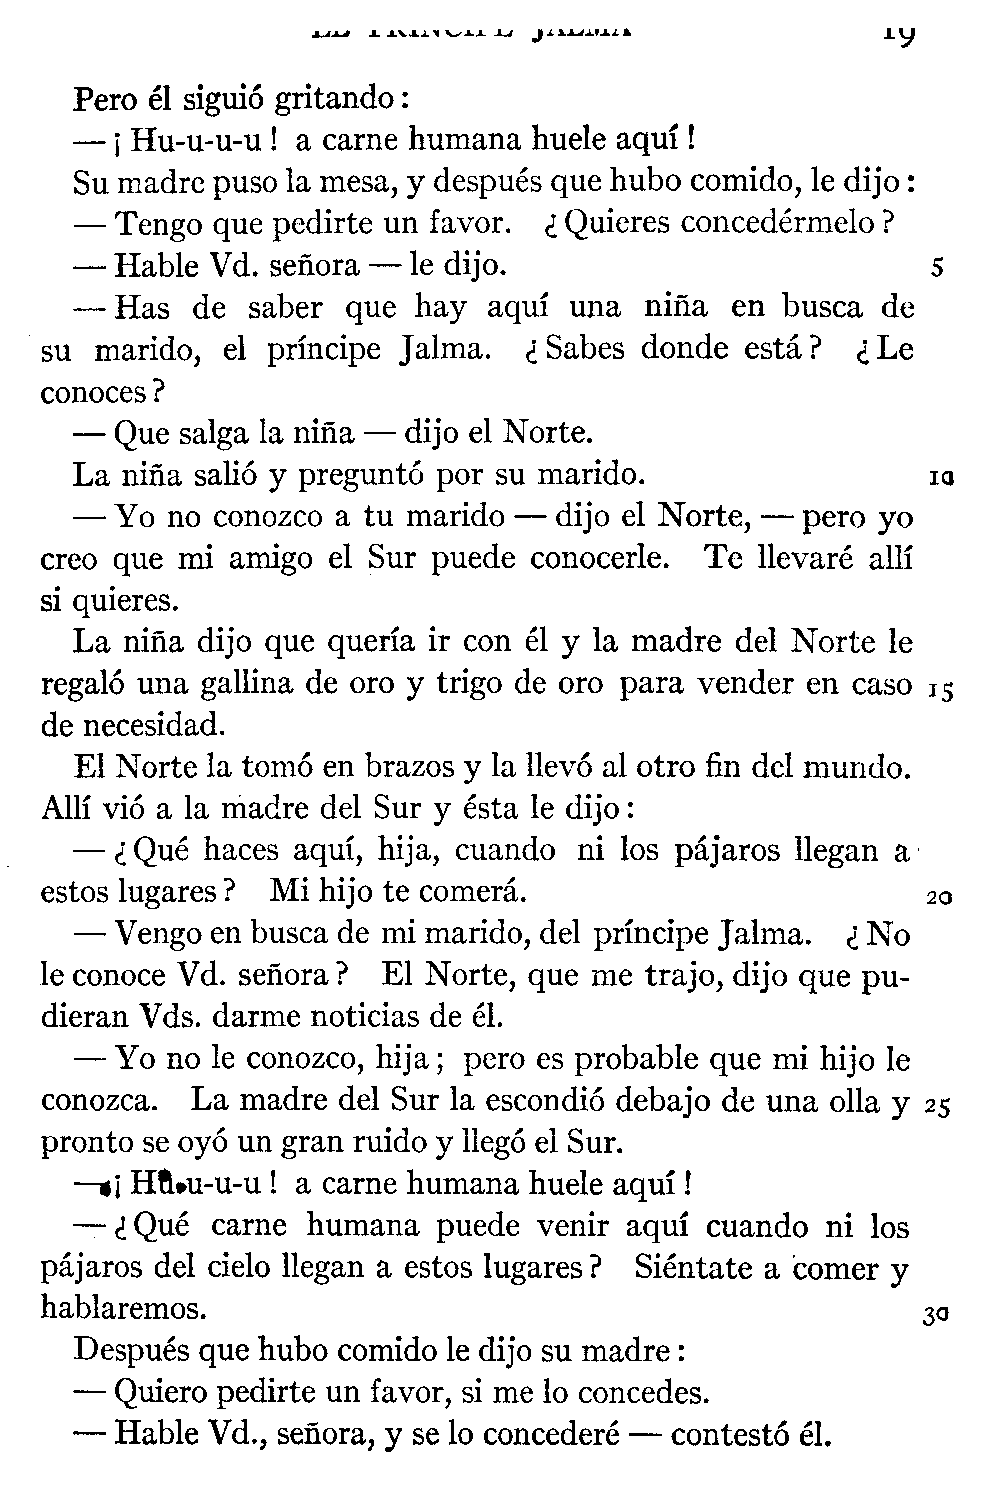 EL PRÍNCIPE JALMA 19
Pero él siguió gritando :
— ¡ Hu-u-u-u ! a carne humana huele aquí !
Su madre puso la mesa, y después que hubo comido, le dijo :
— Tengo que pedirte un favor. ¿ Quieres concedérmelo ?
— Hable Vd. señora — le dijo. 5
— Has de saber que hay aquí una niña en busca de
su marido, el príncipe Jalma. ¿ Sabes donde está ? ¿ Le
conoces ?
— Que salga la niña — dijo el Norte.
La niña salió y preguntó por su marido. 10
— Yo no conozco a tu marido — dijo el Norte, — pero yo
creo que mi amigo el Sur puede conocerle. Te llevaré allí
si quieres.
La niña dijo que quería ir con él y la madre del Norte le
regaló una gallina de oro y trigo de oro para vender en caso 15
de necesidad.
El Norte la tomó en brazos y la llevó al otro fin del mundo.
Allí vió a la madre del Sur y ésta le dijo :
— ¿ Qué haces aquí, hija, cuando ni los pájaros llegan a
estos lugares ? Mi hijo te comerá. 20
— Vengo en busca de mi marido, del príncipe Jalma. ¿ No
le conoce Vd. señora ? El Norte, que me trajo, dijo que pu-
dieran Vds. darme noticias de él.
— Yo no le conozco, hija ; pero es probable que mi hijo le
conozca. La madre del Sur la escondió debajo de una olla y 25
pronto se oyó un gran ruido y llegó el Sur.
— ¡ Hu-u-u-u ! a carne humana huele aquí !
— ¿ Qué carne humana puede venir aquí cuando ni los
pájaros del cielo llegan a estos lugares ? Siéntate a comer y
hablaremos. 30
Después que hubo comido le dijo su madre :
— Quiero pedirte un favor, si me lo concedes.
— Hable Vd., señora, y se lo concederé — contestó él.